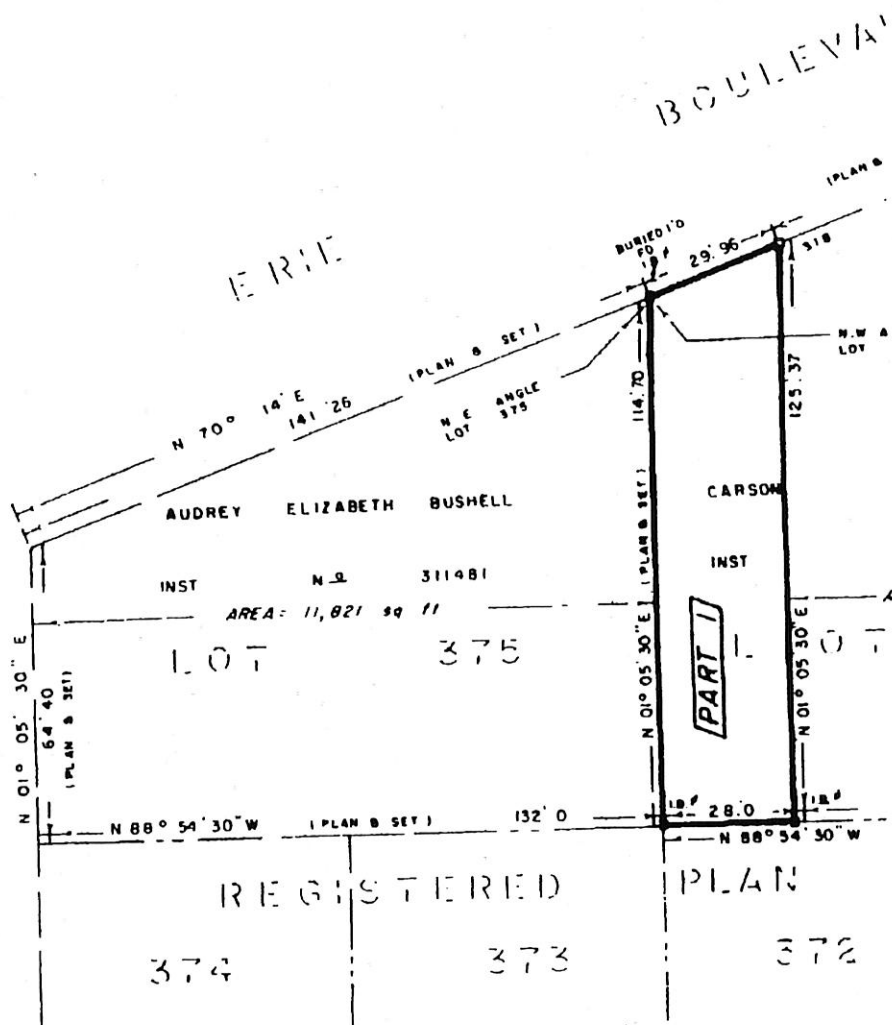 BOULEVA
ERIE
(PLAN &
BURIED 1'0
FD
I.B.
29'.96
318
N.W A
LOT
N 70° 14' E
141'26
(PLAN & SET)
N E ANGLE
LOT 375
114'.70
125'.37
AUDREY ELIZABETH BUSHELL
CARSON
INST Nº 311481
INST
AREA = 11,821 sq ft
LOT 375
LOT
PART 1
N 01° 05' 30" E
64'40
(PLAN & SET)
N 01° 05' 30" E
(PLAN & SET)
N 01° 05' 30" E
N 88° 54' 30" W
(PLAN & SET)
132'0
I.B.
28.0
I.B.
N 88° 54' 30" W
REGISTERED PLAN
374
373
372